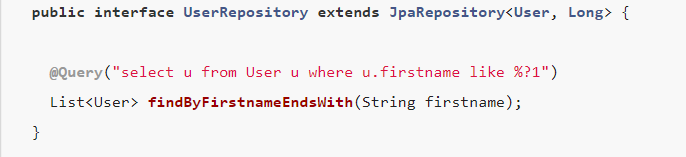 public interface UserRepository extends JpaRepository<User, Long> {
@Query("select u from User u where u.firstname like %?1")
List<User> findByFirstnameEndsWith(String firstname);
}